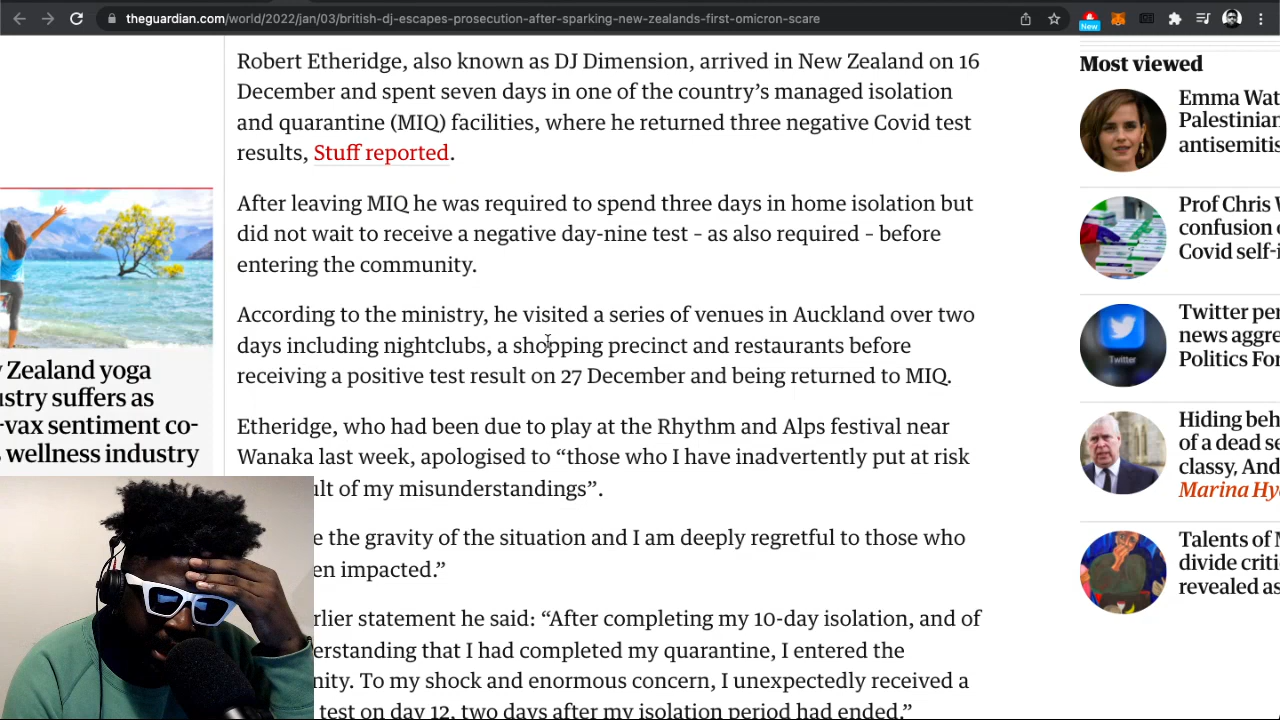 theguardian.com/world/2022/jan/03/british-dj-escapes-prosecution-after-sparking-new-zealands-first-omicron-scare
New
Robert Etheridge, also known as DJ Dimension, arrived in New Zealand on 16
December and spent seven days in one of the country’s managed isolation
and quarantine (MIQ) facilities, where he returned three negative Covid test
results, Stuff reported.
After leaving MIQ he was required to spend three days in home isolation but
did not wait to receive a negative day-nine test – as also required – before
entering the community.
According to the ministry, he visited a series of venues in Auckland over two
days including nightclubs, a shopping precinct and restaurants before
receiving a positive test result on 27 December and being returned to MIQ.
Etheridge, who had been due to play at the Rhythm and Alps festival near
Wanaka last week, apologised to “those who I have inadvertently put at risk
ult of my misunderstandings”.
e the gravity of the situation and I am deeply regretful to those who
en impacted.”
rlier statement he said: “After completing my 10-day isolation, and of
erstanding that I had completed my quarantine, I entered the
nity. To my shock and enormous concern, I unexpectedly received a
test on day 12, two days after my isolation period had ended.”
Zealand yoga
ustry suffers as
-vax sentiment co-
wellness industry
Most viewed
Emma Wat
Palestinian
antisemitis
Prof Chris
confusion
Covid self-
Twitter per
news aggre
Politics For
Twitter
Hiding beh
of a dead se
classy, And
Marina Hy
Talents of
divide critic
revealed as